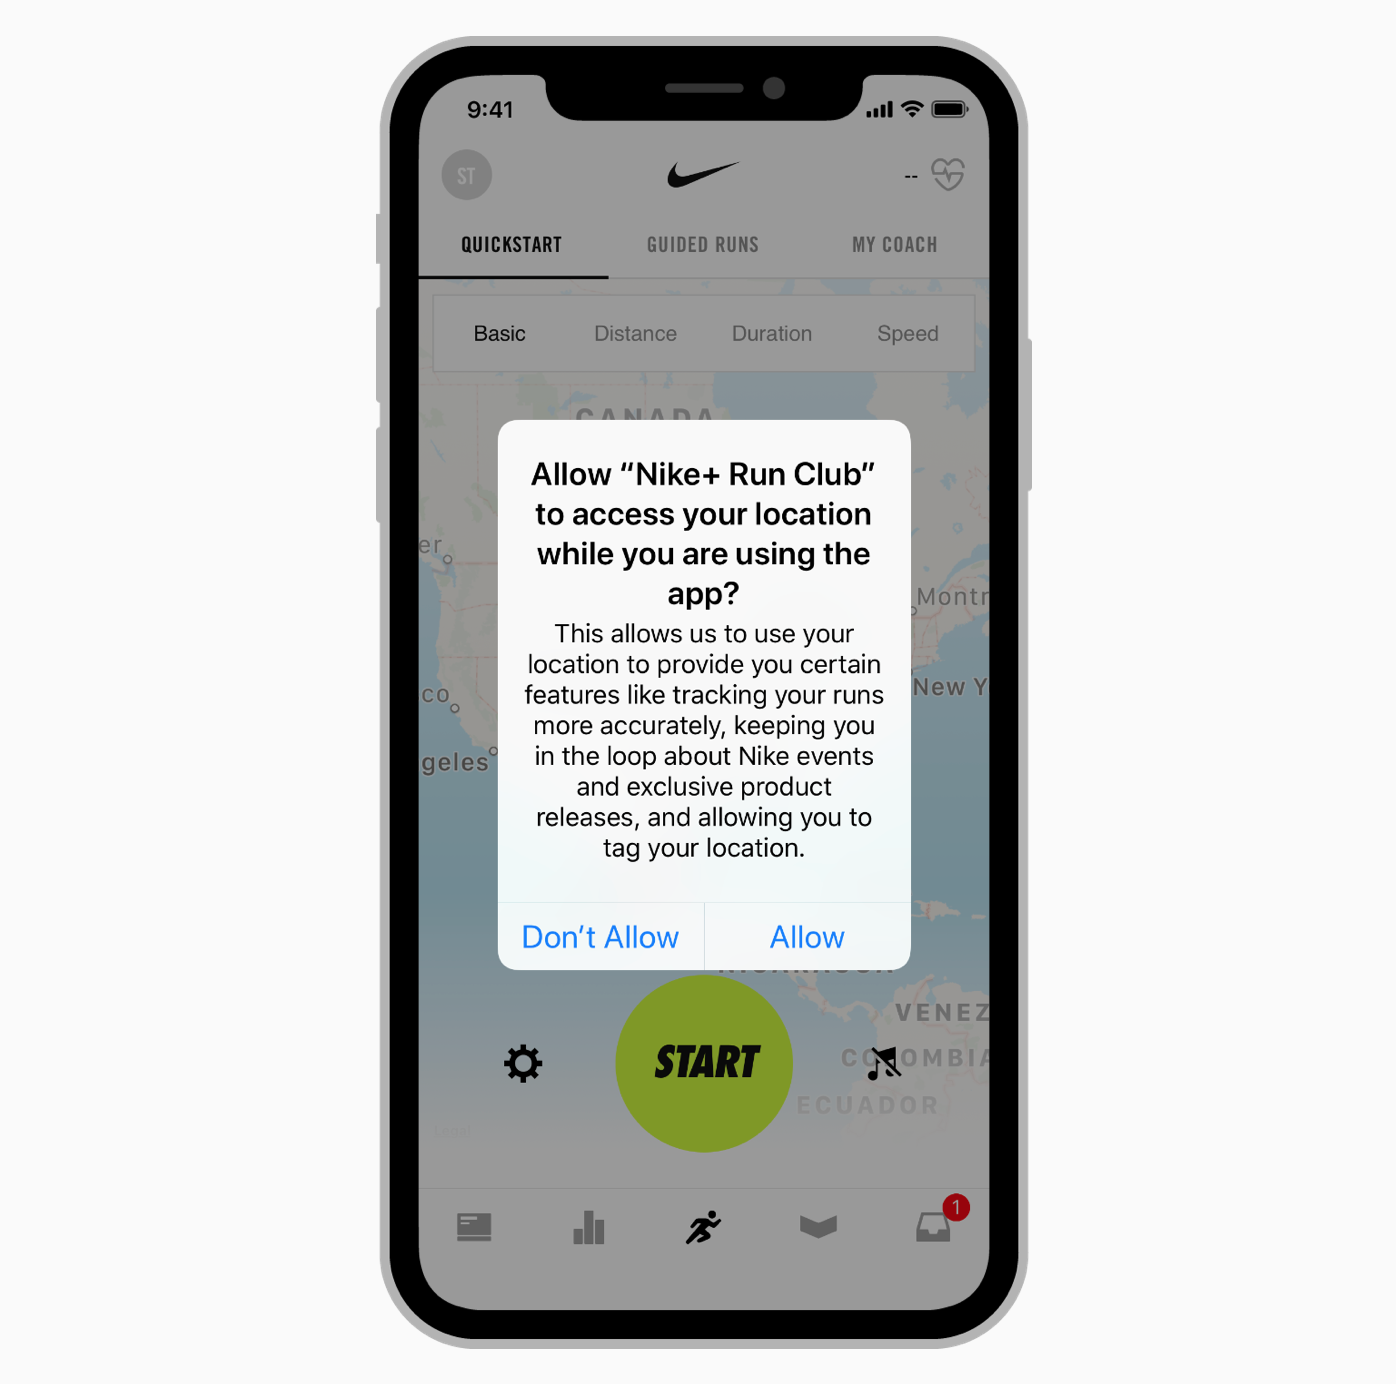 9:41
ST
--
QUICKSTART GUIDED RUNS MY COACH
Basic Distance Duration Speed
CANADA
Allow “Nike+ Run Club”
to access your location
while you are using the
app?
er
Montr
This allows us to use your
location to provide you certain
features like tracking your runs
more accurately, keeping you
in the loop about Nike events
and exclusive product
releases, and allowing you to
tag your location.
co
New Y
geles
Don’t Allow Allow
VENEZ
START
COLOMBIA
ECUADOR
Legal
1